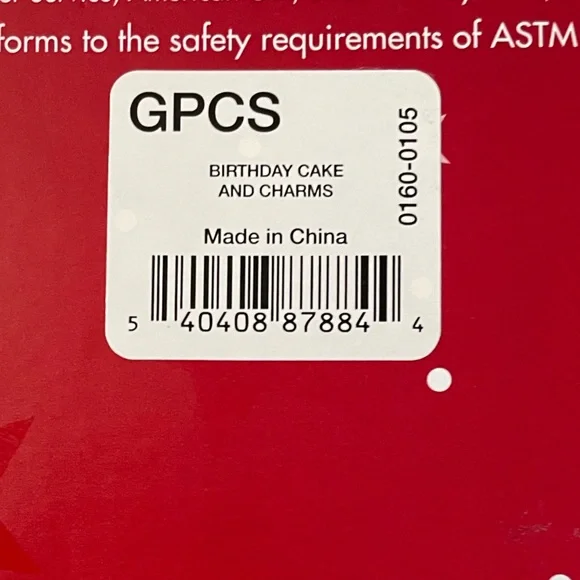 forms to the safety requirements of ASTM
GPCS
BIRTHDAY CAKE
AND CHARMS
0160-0105
Made in China
5 40408 87884 4